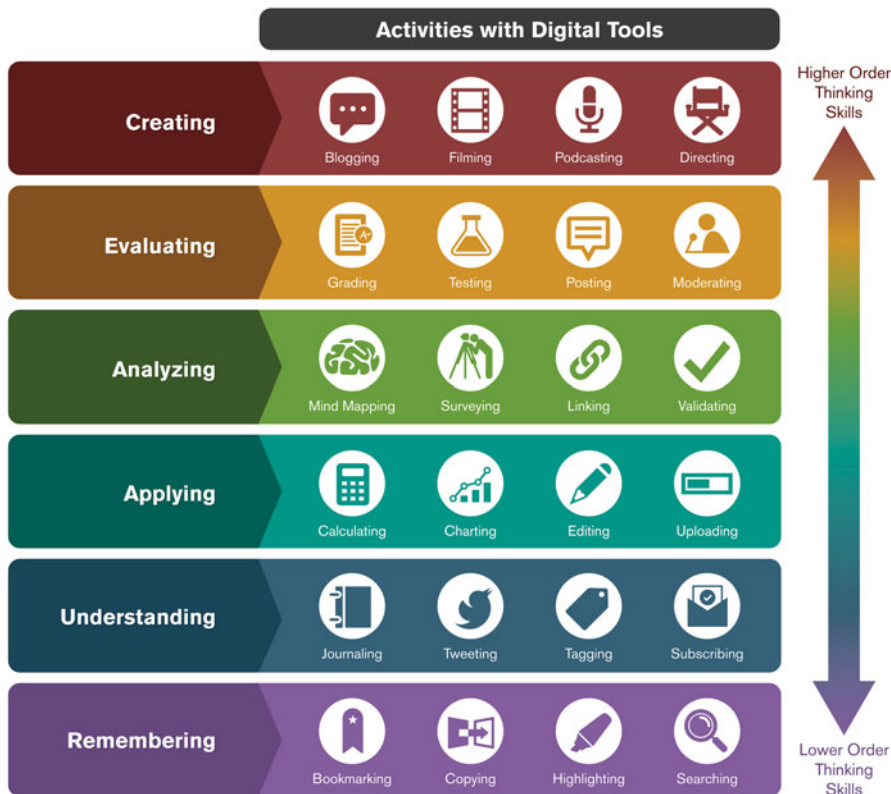 Activities with Digital Tools
Higher Order
Thinking
Skills
Creating
Blogging
Filming
Podcasting
Directing
Evaluating
A+
Grading
Testing
Posting
Moderating
Analyzing
Mind Mapping
Surveying
Linking
Validating
Applying
Calculating
Charting
Editing
Uploading
Understanding
Journaling
Tweeting
Tagging
Subscribing
Remembering
Bookmarking
Copying
Highlighting
Searching
Lower Order
Thinking
Skills